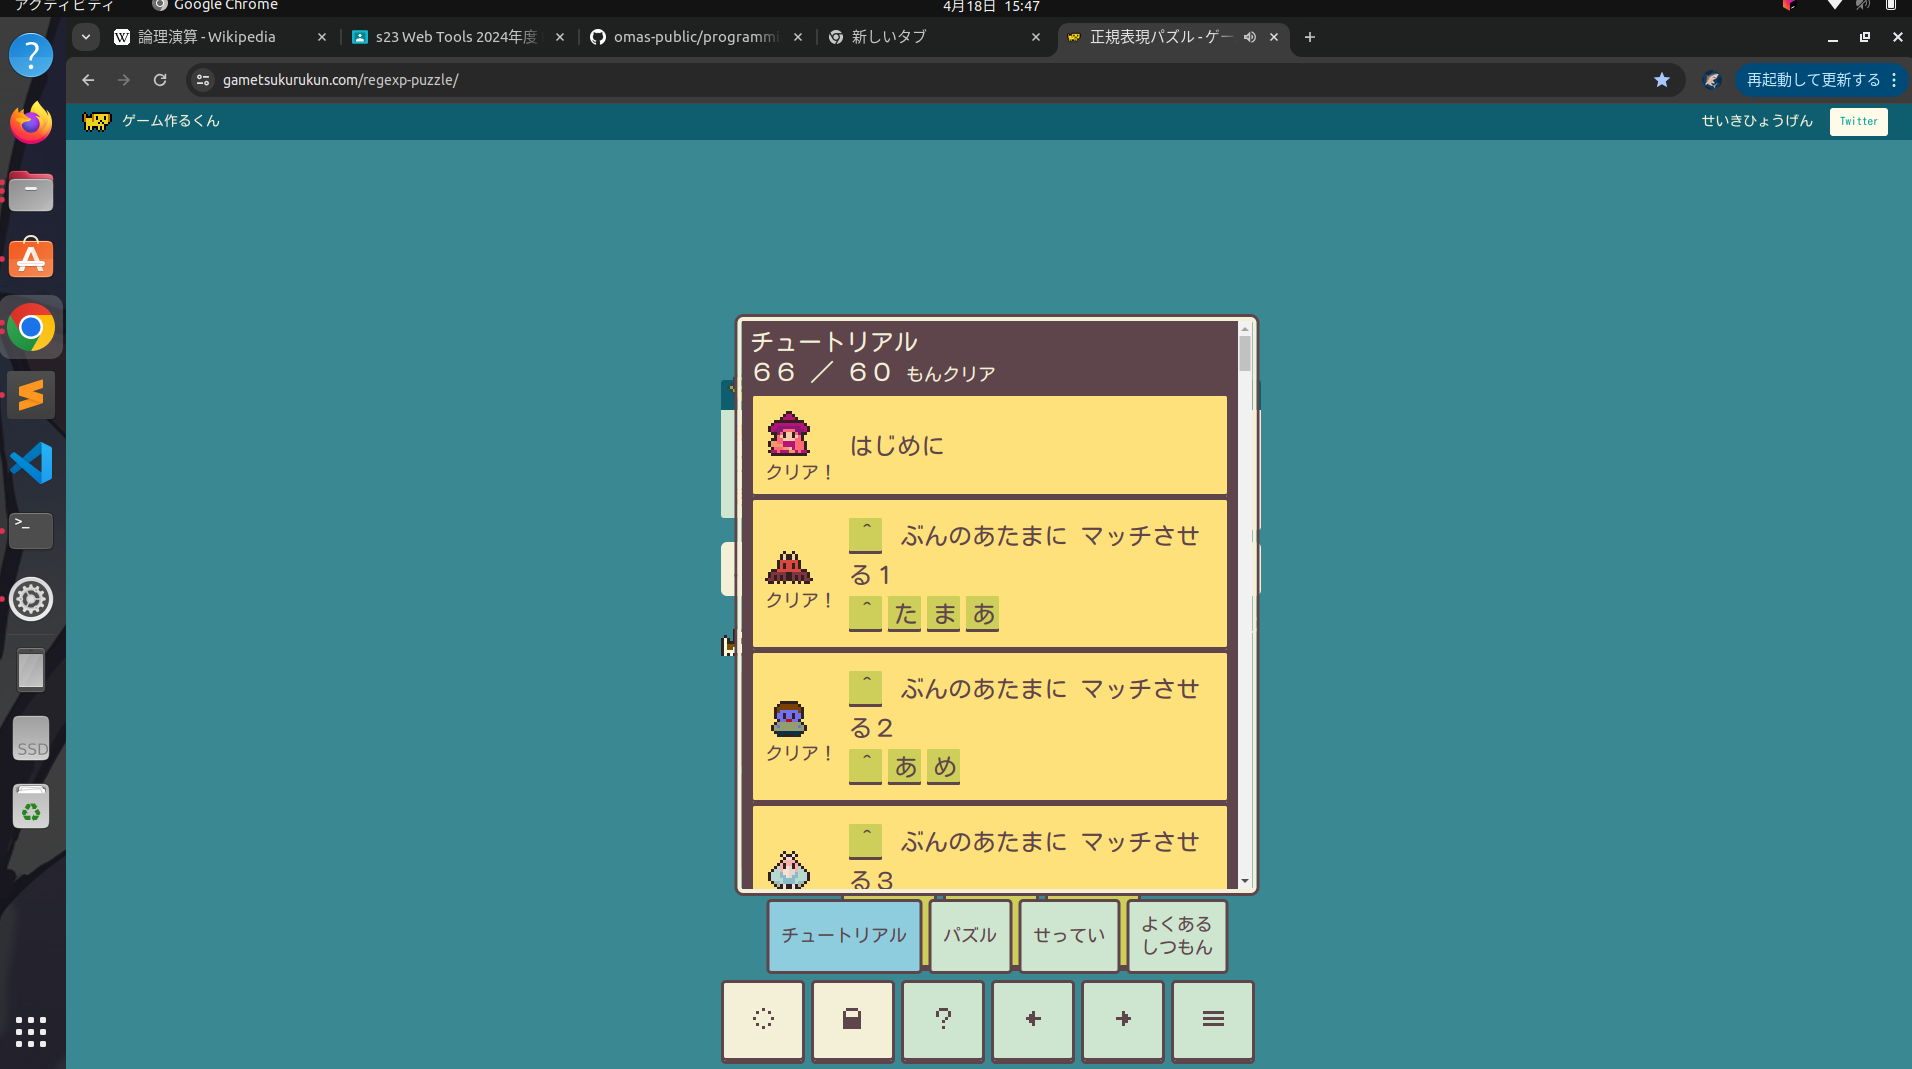 アクティビティ
Google Chrome
4月18日 15:47
論理演算 - Wikipedia
s23 Web Tools 2024年度
omas-public/programmi
新しいタブ
正規表現パズル - ゲー
gametsukurukun.com/regexp-puzzle/
再起動して更新する
ゲーム作るくん
せいきひょうげん
Twitter
チュートリアル
66 ／ 60 もんクリア
はじめに
クリア！
^ ぶんのあたまに マッチさせ
る１
クリア！
^ た ま あ
^ ぶんのあたまに マッチさせ
る２
クリア！
^ あ め
^ ぶんのあたまに マッチさせ
る３
チュートリアル
パズル
せってい
よくある
しつもん
?
SSD